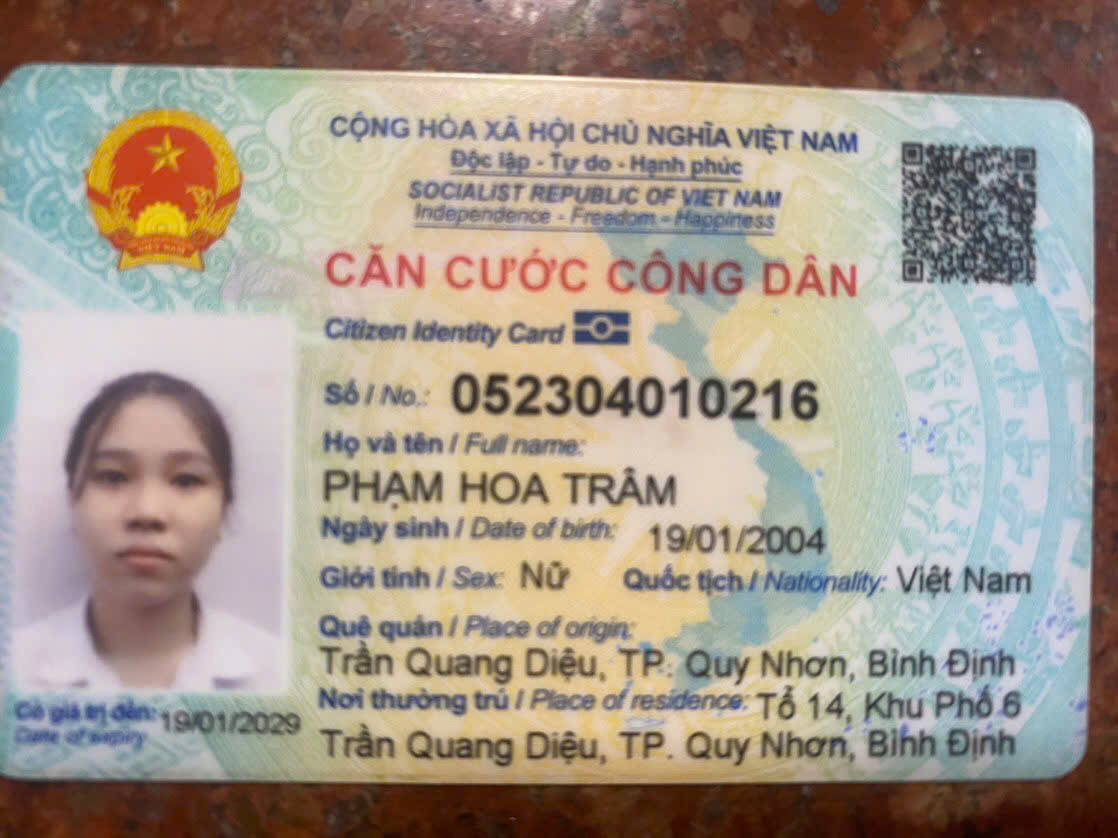 CỘNG HÒA XÃ HỘI CHỦ NGHĨA VIỆT NAM
Độc lập - Tự do - Hạnh phúc
SOCIALIST REPUBLIC OF VIET NAM
Independence - Freedom - Happiness
CĂN CƯỚC CÔNG DÂN
Citizen Identity Card
Số / No.: 052304010216
Họ và tên / Full name:
PHẠM HOA TRÂM
Ngày sinh / Date of birth: 19/01/2004
Giới tính / Sex: Nữ Quốc tịch / Nationality: Việt Nam
Quê quán / Place of origin:
Trần Quang Diệu, TP. Quy Nhơn, Bình Định
Nơi thường trú / Place of residence: Tổ 14, Khu Phố 6
Trần Quang Diệu, TP. Quy Nhơn, Bình Định
Có giá trị đến: 19/01/2029
Date of expiry
VIỆT NAM